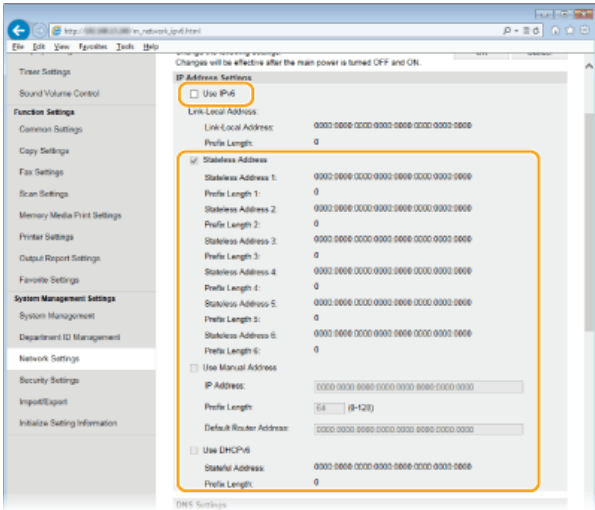 http:// /m_network_ipv6.html
File Edit View Favorites Tools Help
Changes will be effective after the main power is turned OFF and ON.
Timer Settings
Sound Volume Control
Function Settings
Common Settings
Copy Settings
Fax Settings
Scan Settings
Memory Media Print Settings
Printer Settings
Output Report Settings
Favorite Settings
System Management Settings
System Management
Department ID Management
Network Settings
Security Settings
Import/Export
Initialize Setting Information
IP Address Settings
Use IPv6
Link-Local Address:
Link-Local Address: 0000:0000:0000:0000:0000:0000:0000:0000
Prefix Length: 0
Stateless Address
Stateless Address 1: 0000:0000:0000:0000:0000:0000:0000:0000
Prefix Length 1: 0
Stateless Address 2: 0000:0000:0000:0000:0000:0000:0000:0000
Prefix Length 2: 0
Stateless Address 3: 0000:0000:0000:0000:0000:0000:0000:0000
Prefix Length 3: 0
Stateless Address 4: 0000:0000:0000:0000:0000:0000:0000:0000
Prefix Length 4: 0
Stateless Address 5: 0000:0000:0000:0000:0000:0000:0000:0000
Prefix Length 5: 0
Stateless Address 6: 0000:0000:0000:0000:0000:0000:0000:0000
Prefix Length 6: 0
Use Manual Address
IP Address: 0000:0000:0000:0000:0000:0000:0000:0000
Prefix Length: 64 (0-128)
Default Router Address: 0000:0000:0000:0000:0000:0000:0000:0000
Use DHCPv6
Stateful Address: 0000:0000:0000:0000:0000:0000:0000:0000
Prefix Length: 0
DNS Settings